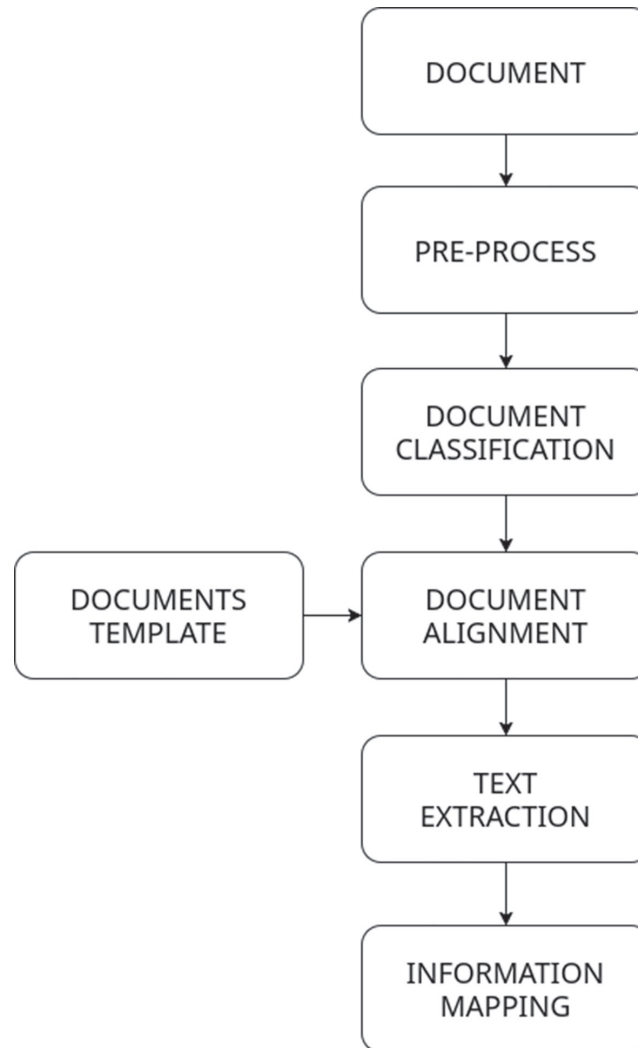 DOCUMENT
PRE-PROCESS
DOCUMENT
CLASSIFICATION
DOCUMENTS
TEMPLATE
DOCUMENT
ALIGNMENT
TEXT
EXTRACTION
INFORMATION
MAPPING